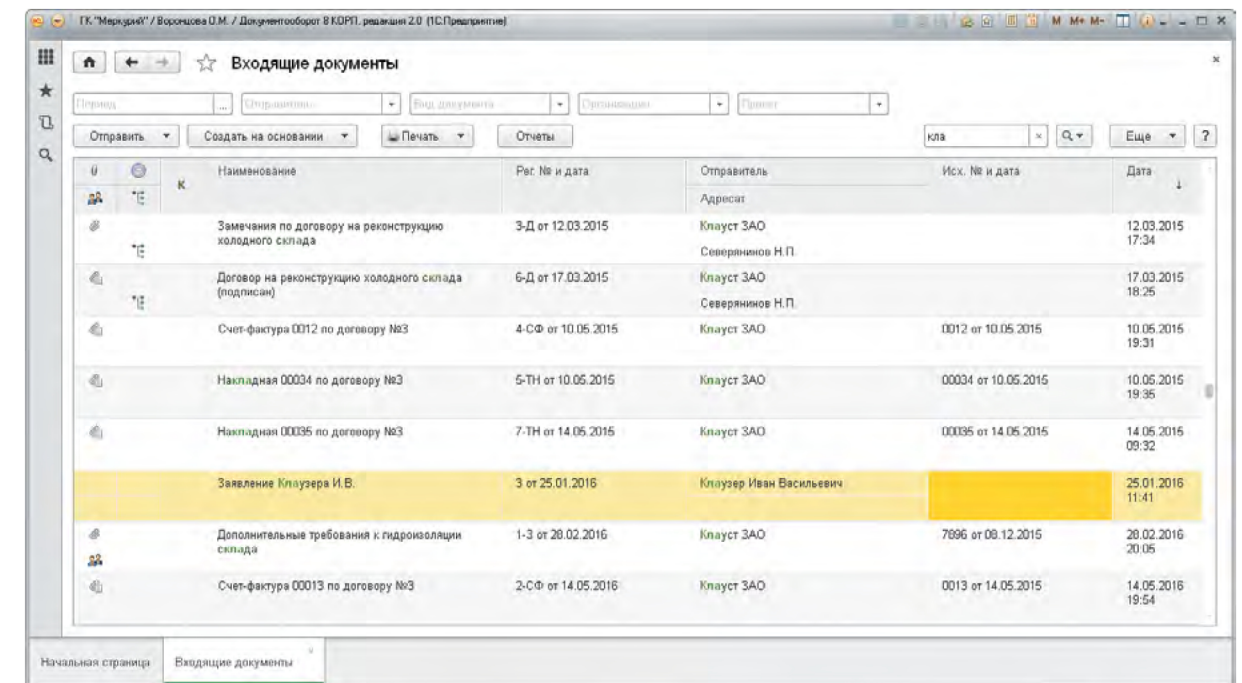 ГК "Меркурий" / Воронцова О.М. / Документооборот 8 КОРП, редакция 2.0 (1С:Предприятие)
M M+ M-
Входящие документы
Период
Отправитель
Вид документа
Организация
Проект
Отправить
Создать на основании
Печать
Отчеты
кла
Еще
?
К
Наименование
Рег. № и дата
Отправитель
Адресат
Исх. № и дата
Дата
Замечания по договору на реконструкцию
холодного склада
3-Д от 12.03.2015
Клауст ЗАО
Северянинов Н.П.
12.03.2015
17:34
Договор на реконструкцию холодного склада
(подписан)
6-Д от 17.03.2015
Клауст ЗАО
Северянинов Н.П.
17.03.2015
18:25
Счет-фактура 0012 по договору №3
4-СФ от 10.05.2015
Клауст ЗАО
0012 от 10.05.2015
10.05.2015
19:31
Накладная 00034 по договору №3
5-ТН от 10.05.2015
Клауст ЗАО
00034 от 10.05.2015
10.05.2015
19:35
Накладная 00035 по договору №3
7-ТН от 14.05.2015
Клауст ЗАО
00035 от 14.05.2015
14.05.2015
09:32
Заявление Клаузера И.В.
3 от 25.01.2016
Клаузер Иван Васильевич
25.01.2016
11:41
Дополнительные требования к гидроизоляции
склада
1-З от 28.02.2016
Клауст ЗАО
7896 от 08.12.2015
28.02.2016
20:05
Счет-фактура 00013 по договору №3
2-СФ от 14.05.2016
Клауст ЗАО
0013 от 14.05.2015
14.05.2016
19:54
Начальная страница
Входящие документы